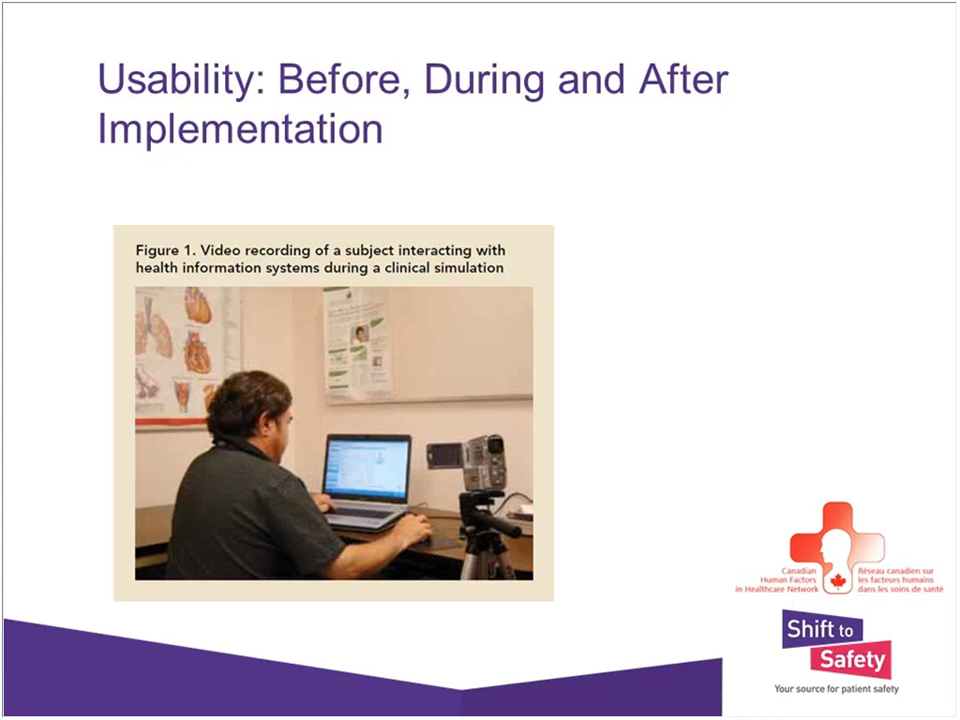 Usability: Before, During and After
Implementation
Figure 1. Video recording of a subject interacting with
health information systems during a clinical simulation
Canadian
Human Factors
in Healthcare Network
Réseau canadien sur
les facteurs humains
dans les soins de santé
Shift to
Safety
Your source for patient safety